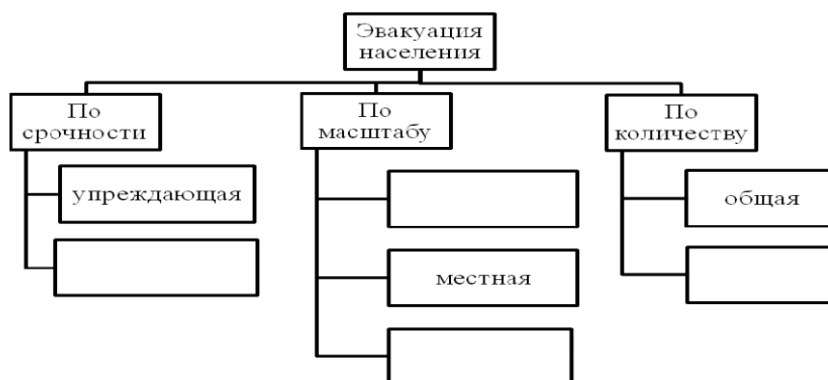 Эвакуация
населения
По
срочности
По
масштабу
По
количеству
упреждающая
общая
местная